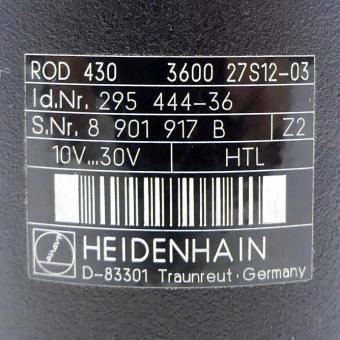 ROD 430 3600 27S12-03
Id.Nr. 295 444-36
S.Nr. 8 901 917 B Z2
10V...30V HTL
HEIDENHAIN
D-83301 Traunreut · Germany